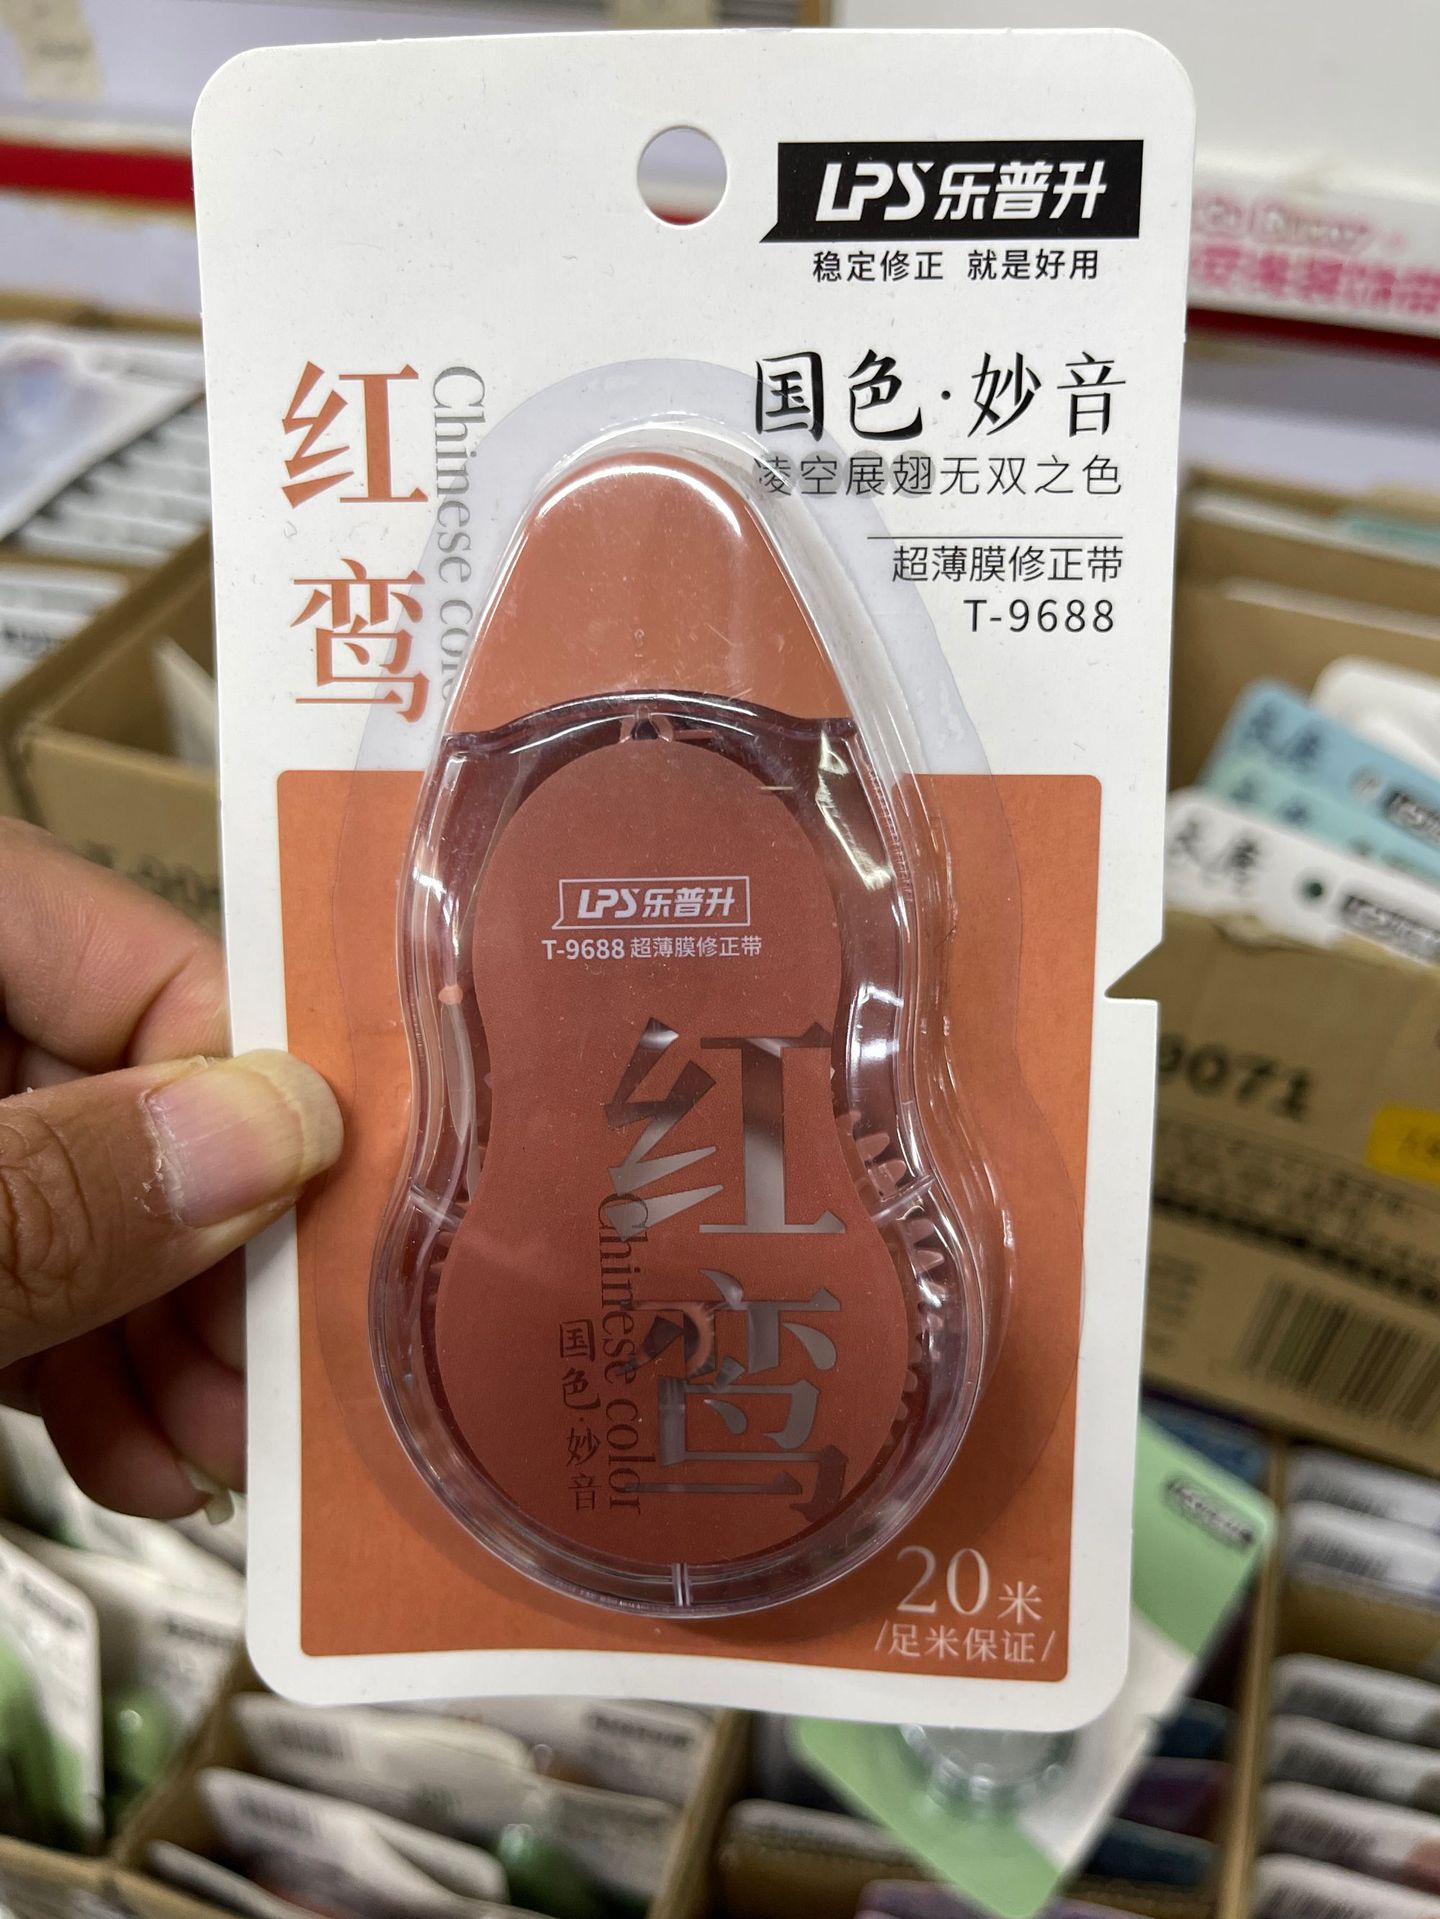 LPS乐普升
稳定修正 就是好用
国色·妙音
凌空展翅无双之色
超薄膜修正带
T-9688
红鸾
Chinese color
LPS乐普升
T-9688 超薄膜修正带
红鸾
Chinese color
国色·妙音
20米
/足米保证/